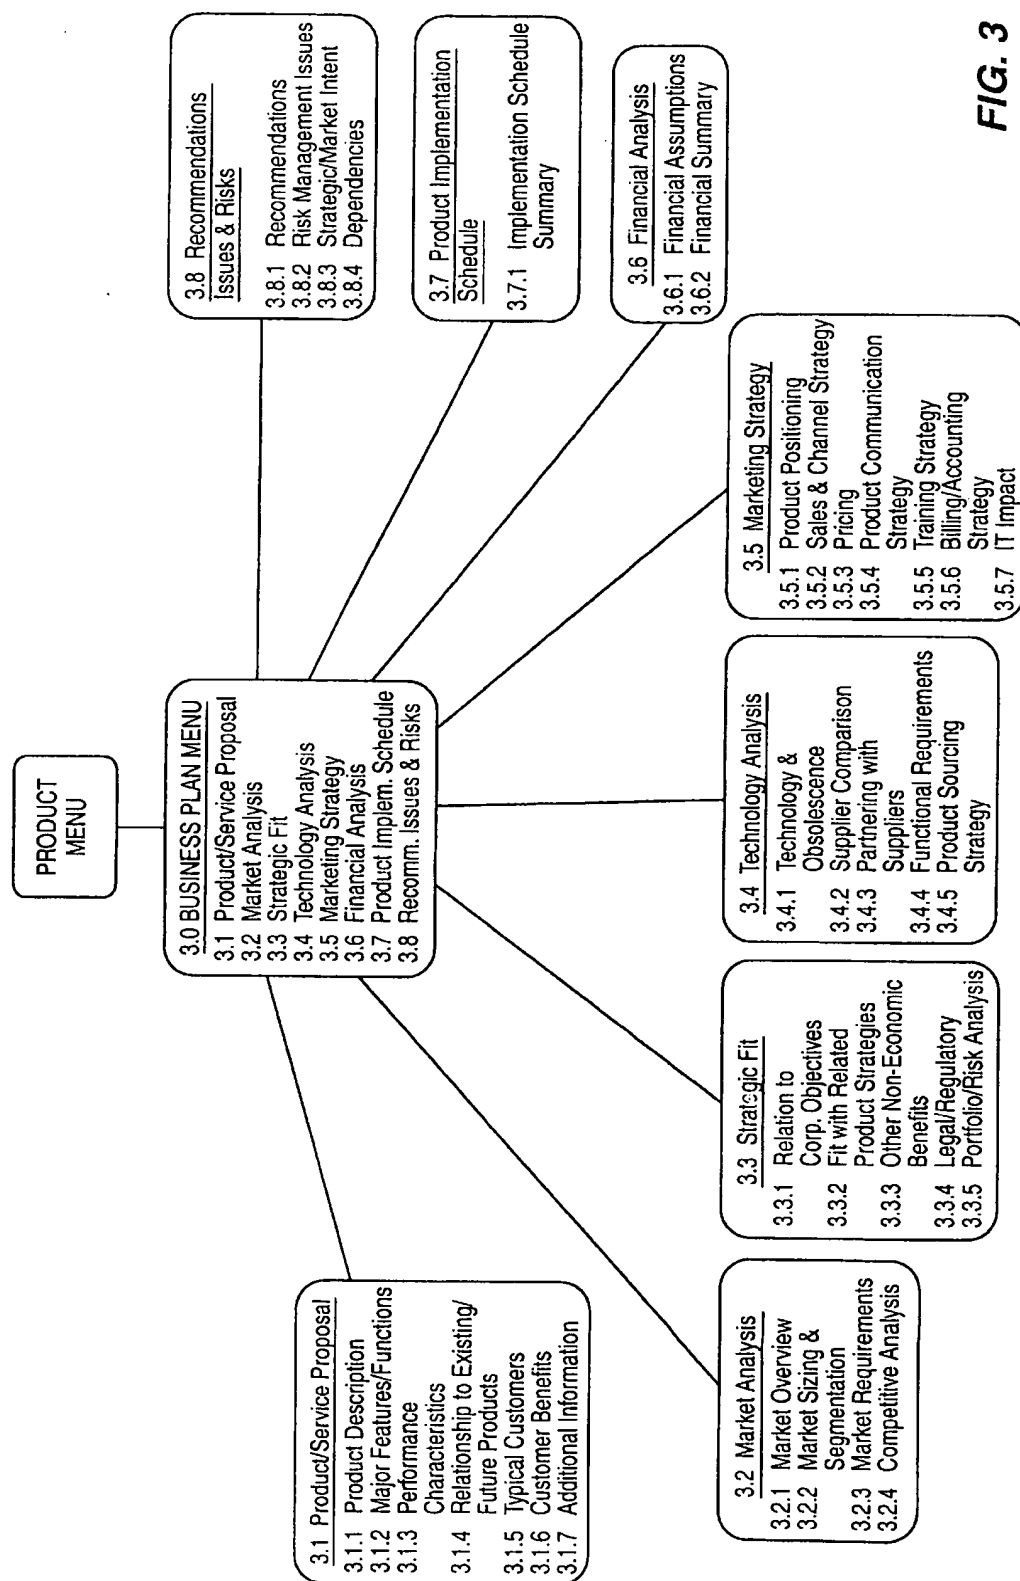 PRODUCT
MENU
3.0 BUSINESS PLAN MENU
3.1 Product/Service Proposal
3.2 Market Analysis
3.3 Strategic Fit
3.4 Technology Analysis
3.5 Marketing Strategy
3.6 Financial Analysis
3.7 Product Implem. Schedule
3.8 Recomm. Issues & Risks
3.1 Product/Service Proposal
3.1.1 Product Description
3.1.2 Major Features/Functions
3.1.3 Performance
Characteristics
3.1.4 Relationship to Existing/
Future Products
3.1.5 Typical Customers
3.1.6 Customer Benefits
3.1.7 Additional Information
3.2 Market Analysis
3.2.1 Market Overview
3.2.2 Market Sizing &
Segmentation
3.2.3 Market Requirements
3.2.4 Competitive Analysis
3.3 Strategic Fit
3.3.1 Relation to
Corp. Objectives
3.3.2 Fit with Related
Product Strategies
3.3.3 Other Non-Economic
Benefits
3.3.4 Legal/Regulatory
3.3.5 Portfolio/Risk Analysis
3.4 Technology Analysis
3.4.1 Technology &
Obsolescence
3.4.2 Supplier Comparison
3.4.3 Partnering with
Suppliers
3.4.4 Functional Requirements
3.4.5 Product Sourcing
Strategy
3.5 Marketing Strategy
3.5.1 Product Positioning
3.5.2 Sales & Channel Strategy
3.5.3 Pricing
3.5.4 Product Communication
Strategy
3.5.5 Training Strategy
3.5.6 Billing/Accounting
Strategy
3.5.7 IT Impact
3.6 Financial Analysis
3.6.1 Financial Assumptions
3.6.2 Financial Summary
3.7 Product Implementation
Schedule
3.7.1 Implementation Schedule
Summary
3.8 Recommendations
Issues & Risks
3.8.1 Recommendations
3.8.2 Risk Management Issues
3.8.3 Strategic/Market Intent
3.8.4 Dependencies
FIG. 3